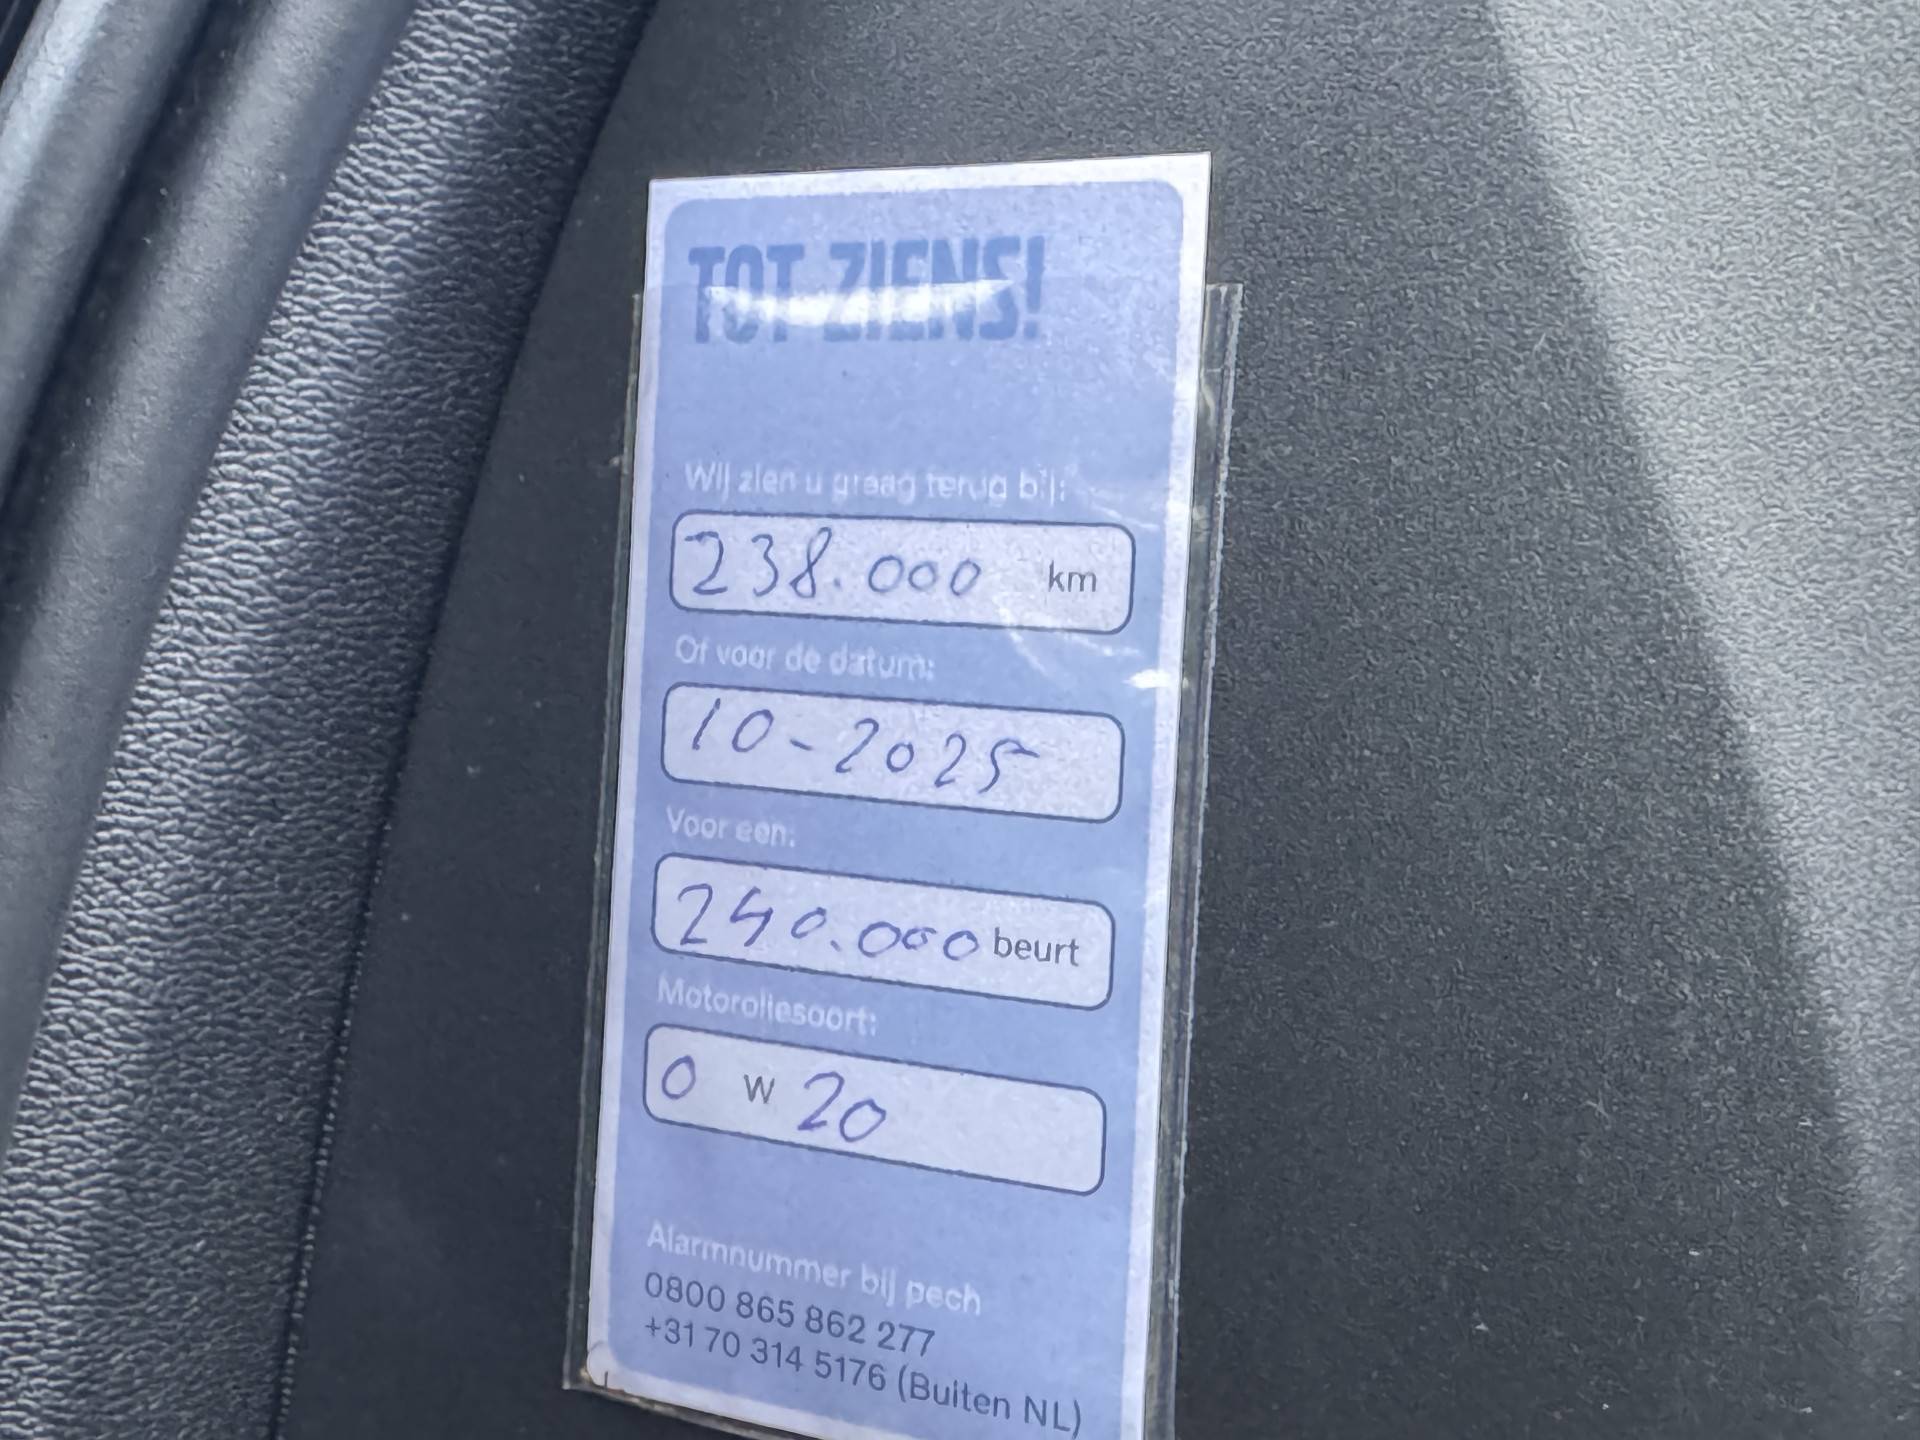 TOT ZIENS!
Wij zien u graag terug bij:
238.000 km
Of voor de datum:
10-2025
Voor een:
240.000 beurt
Motoroliesoort:
0 W 20
Alarmnummer bij pech
0800 865 862 277
+31 70 314 5176 (Buiten NL)